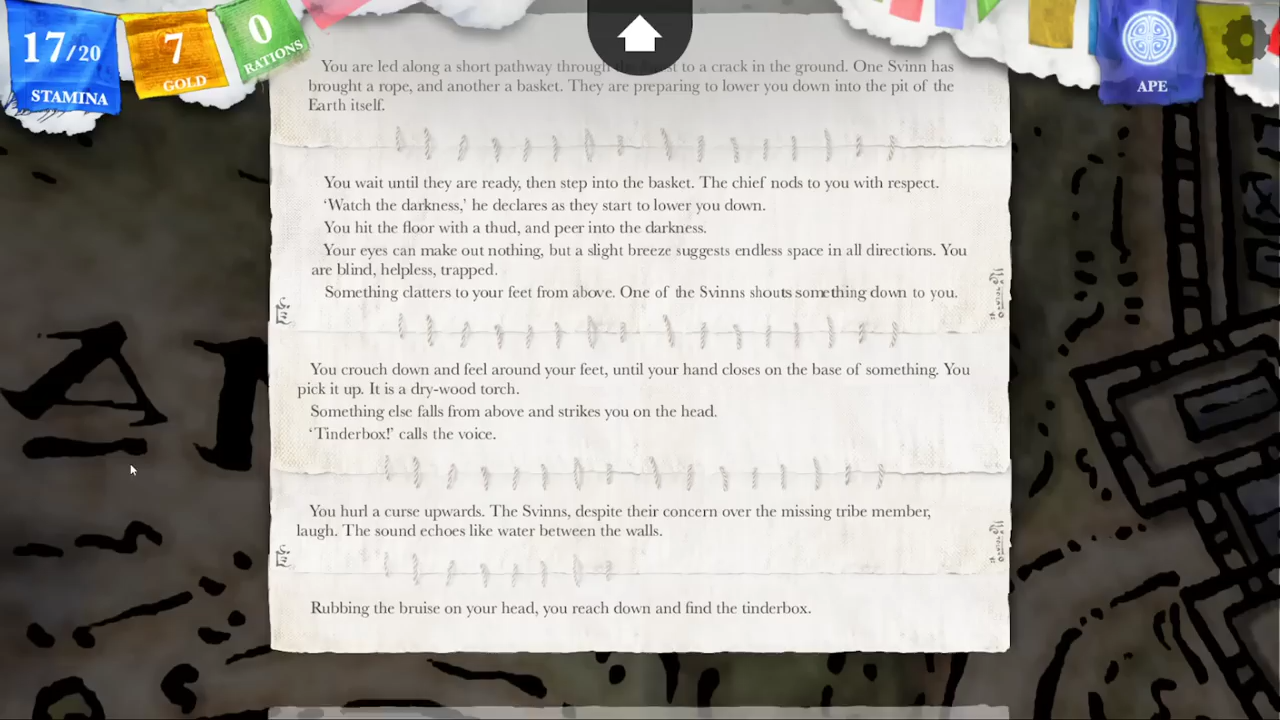 17/20
STAMINA
7
GOLD
0
RATIONS
APE
You are led along a short pathway through the to a crack in the ground. One Svinn has
brought a rope, and another a basket. They are preparing to lower you down into the pit of the
Earth itself.
You wait until they are ready, then step into the basket. The chief nods to you with respect.
‘Watch the darkness,’ he declares as they start to lower you down.
You hit the floor with a thud, and peer into the darkness.
Your eyes can make out nothing, but a slight breeze suggests endless space in all directions. You
are blind, helpless, trapped.
Something clatters to your feet from above. One of the Svinns shouts something down to you.
You crouch down and feel around your feet, until your hand closes on the base of something. You
pick it up. It is a dry-wood torch.
Something else falls from above and strikes you on the head.
‘Tinderbox!’ calls the voice.
You hurl a curse upwards. The Svinns, despite their concern over the missing tribe member,
laugh. The sound echoes like water between the walls.
Rubbing the bruise on your head, you reach down and find the tinderbox.